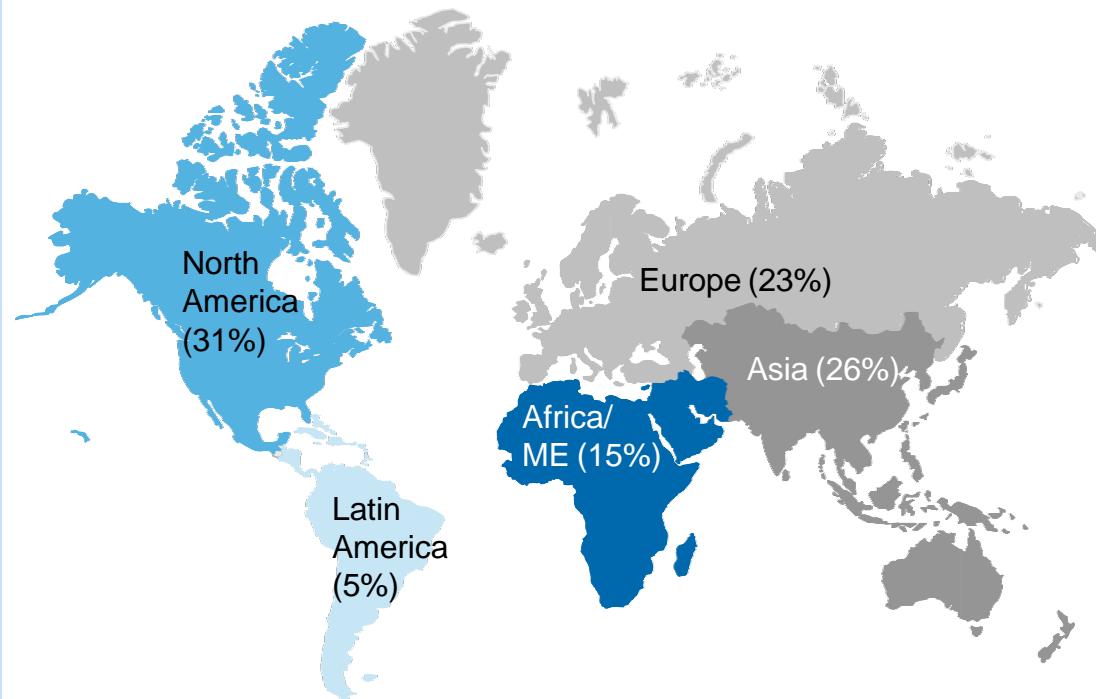 North
America
(31%)
Europe (23%)
Asia (26%)
Africa/
ME (15%)
Latin
America
(5%)